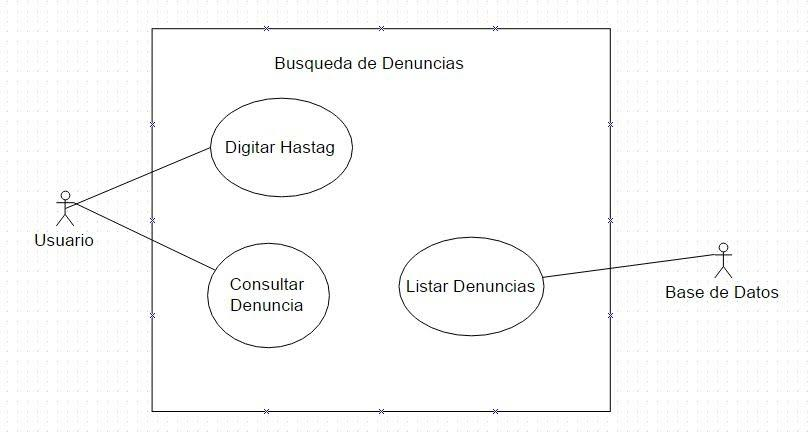 Busqueda de Denuncias
Digitar Hastag
Usuario
Consultar
Denuncia
Listar Denuncias
Base de Datos